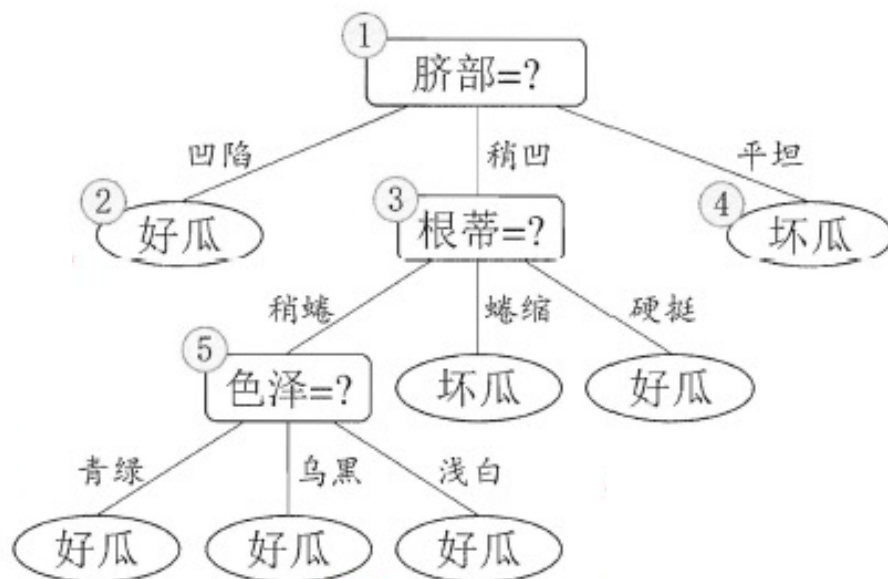 ①
脐部=?
凹陷 稍凹 平坦
② ③ ④
好瓜 根蒂=? 坏瓜
稍蜷 蜷缩 硬挺
⑤
色泽=? 坏瓜 好瓜
青绿 乌黑 浅白
好瓜 好瓜 好瓜